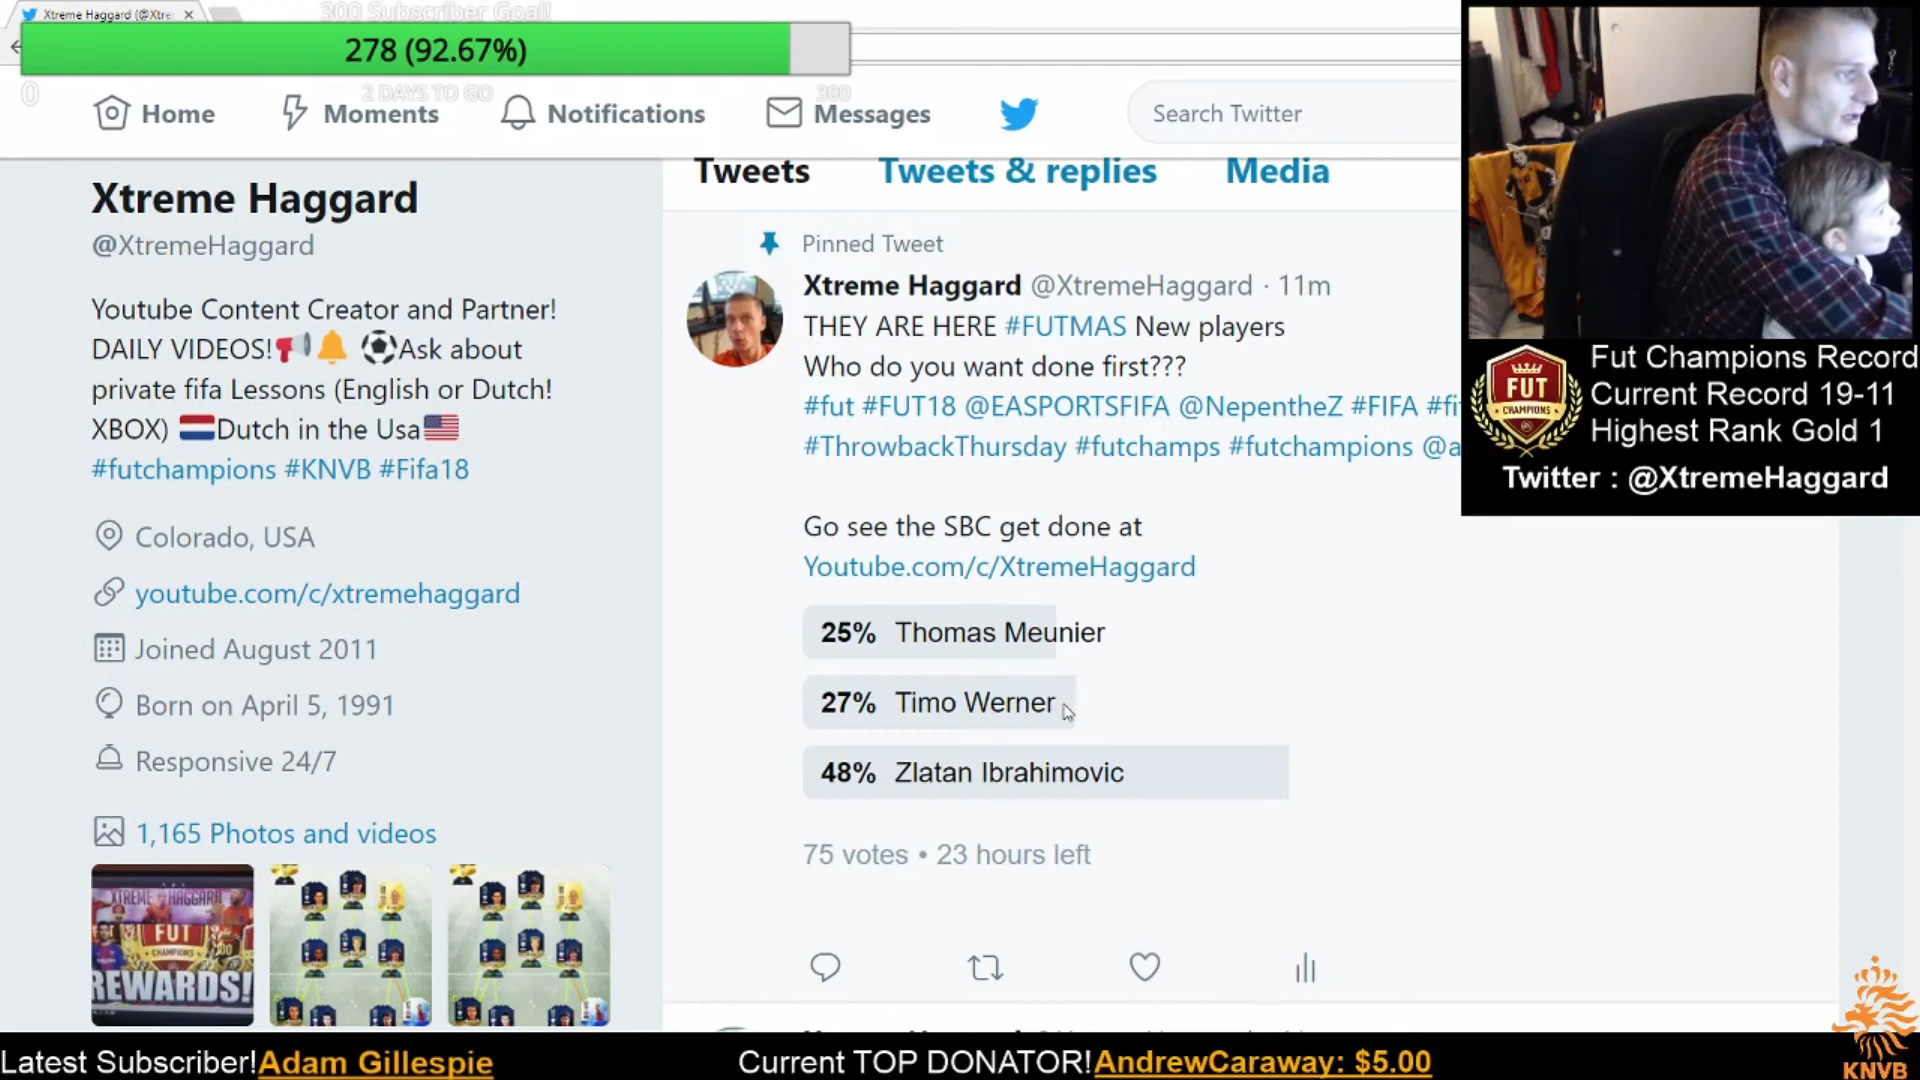 Xtreme Haggard (@Xtre
300 Subscriber Goal!
278 (92.67%)
0
2 DAYS TO GO
300
Home
Moments
Notifications
Messages
Search Twitter
Xtreme Haggard
@XtremeHaggard
Youtube Content Creator and Partner!
DAILY VIDEOS!📢🔔 ⚽Ask about
private fifa Lessons (English or Dutch!
XBOX) 🇳🇱Dutch in the Usa🇺🇸
#futchampions #KNVB #Fifa18
Colorado, USA
youtube.com/c/xtremehaggard
Joined August 2011
Born on April 5, 1991
Responsive 24/7
1,165 Photos and videos
XTREME HAGGARD
FUT
CHAMPIONS
REWARDS!
Tweets Tweets & replies Media
Pinned Tweet
Xtreme Haggard @XtremeHaggard · 11m
THEY ARE HERE #FUTMAS New players
Who do you want done first???
#fut #FUT18 @EASPORTSFIFA @NepentheZ #FIFA #fi
#ThrowbackThursday #futchamps #futchampions @a
Go see the SBC get done at
Youtube.com/c/XtremeHaggard
25% Thomas Meunier
27% Timo Werner
48% Zlatan Ibrahimovic
75 votes • 23 hours left
FUT
CHAMPIONS
Fut Champions Record
Current Record 19-11
Highest Rank Gold 1
Twitter : @XtremeHaggard
Latest Subscriber!Adam Gillespie
Current TOP DONATOR!AndrewCaraway: $5.00
KNVB